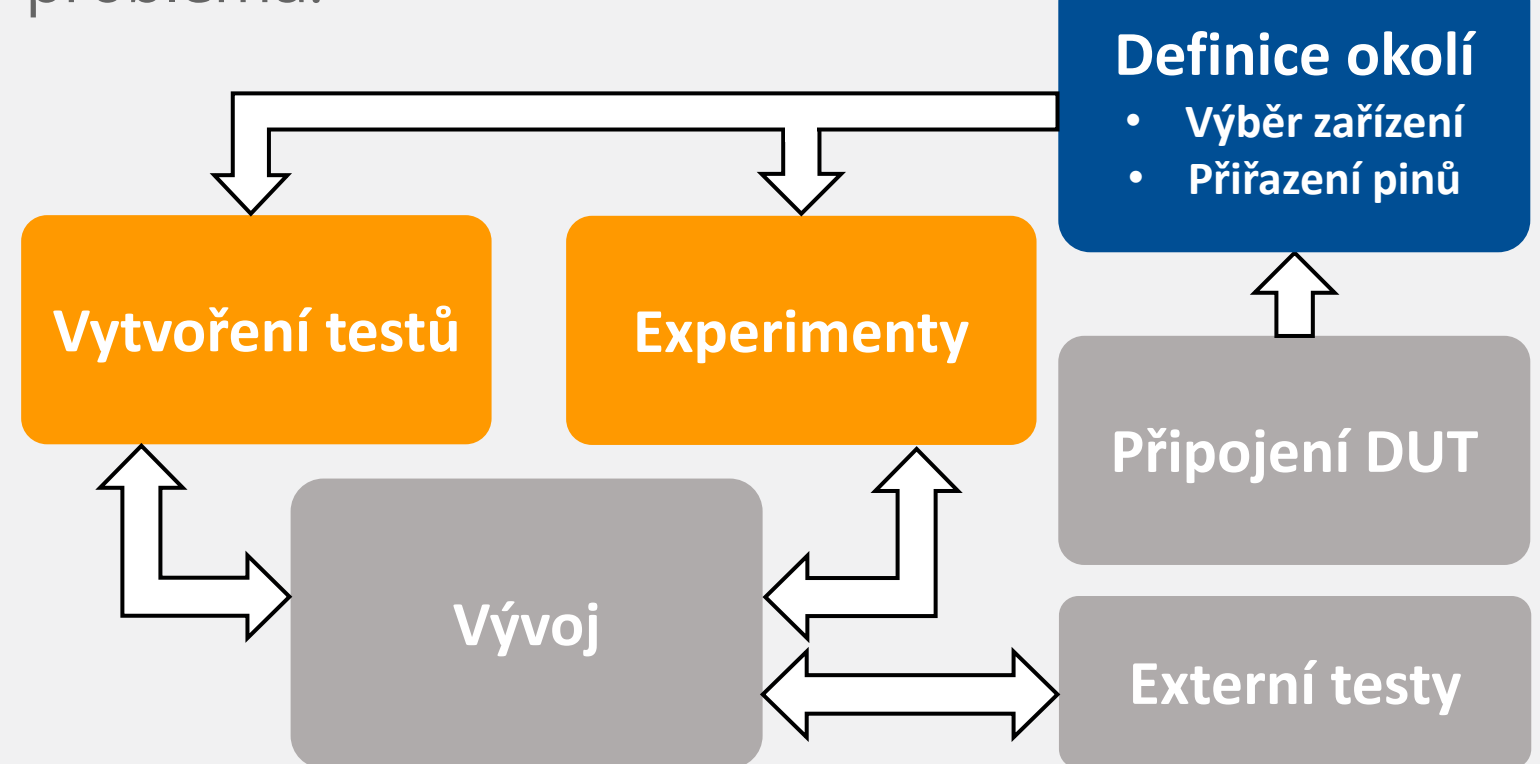 Definice okolí
• Výběr zařízení
• Přiřazení pinů
Vytvoření testů
Experimenty
Připojení DUT
Vývoj
Externí testy